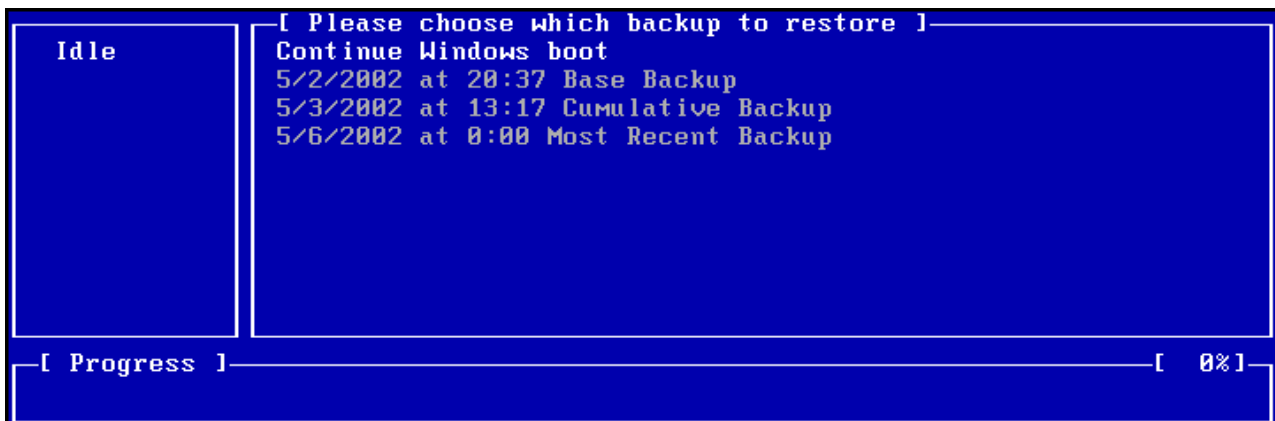 [ Please choose which backup to restore ]
Idle
Continue Windows boot
5/2/2002 at 20:37 Base Backup
5/3/2002 at 13:17 Cumulative Backup
5/6/2002 at 0:00 Most Recent Backup
[ Progress ] [ 0%]